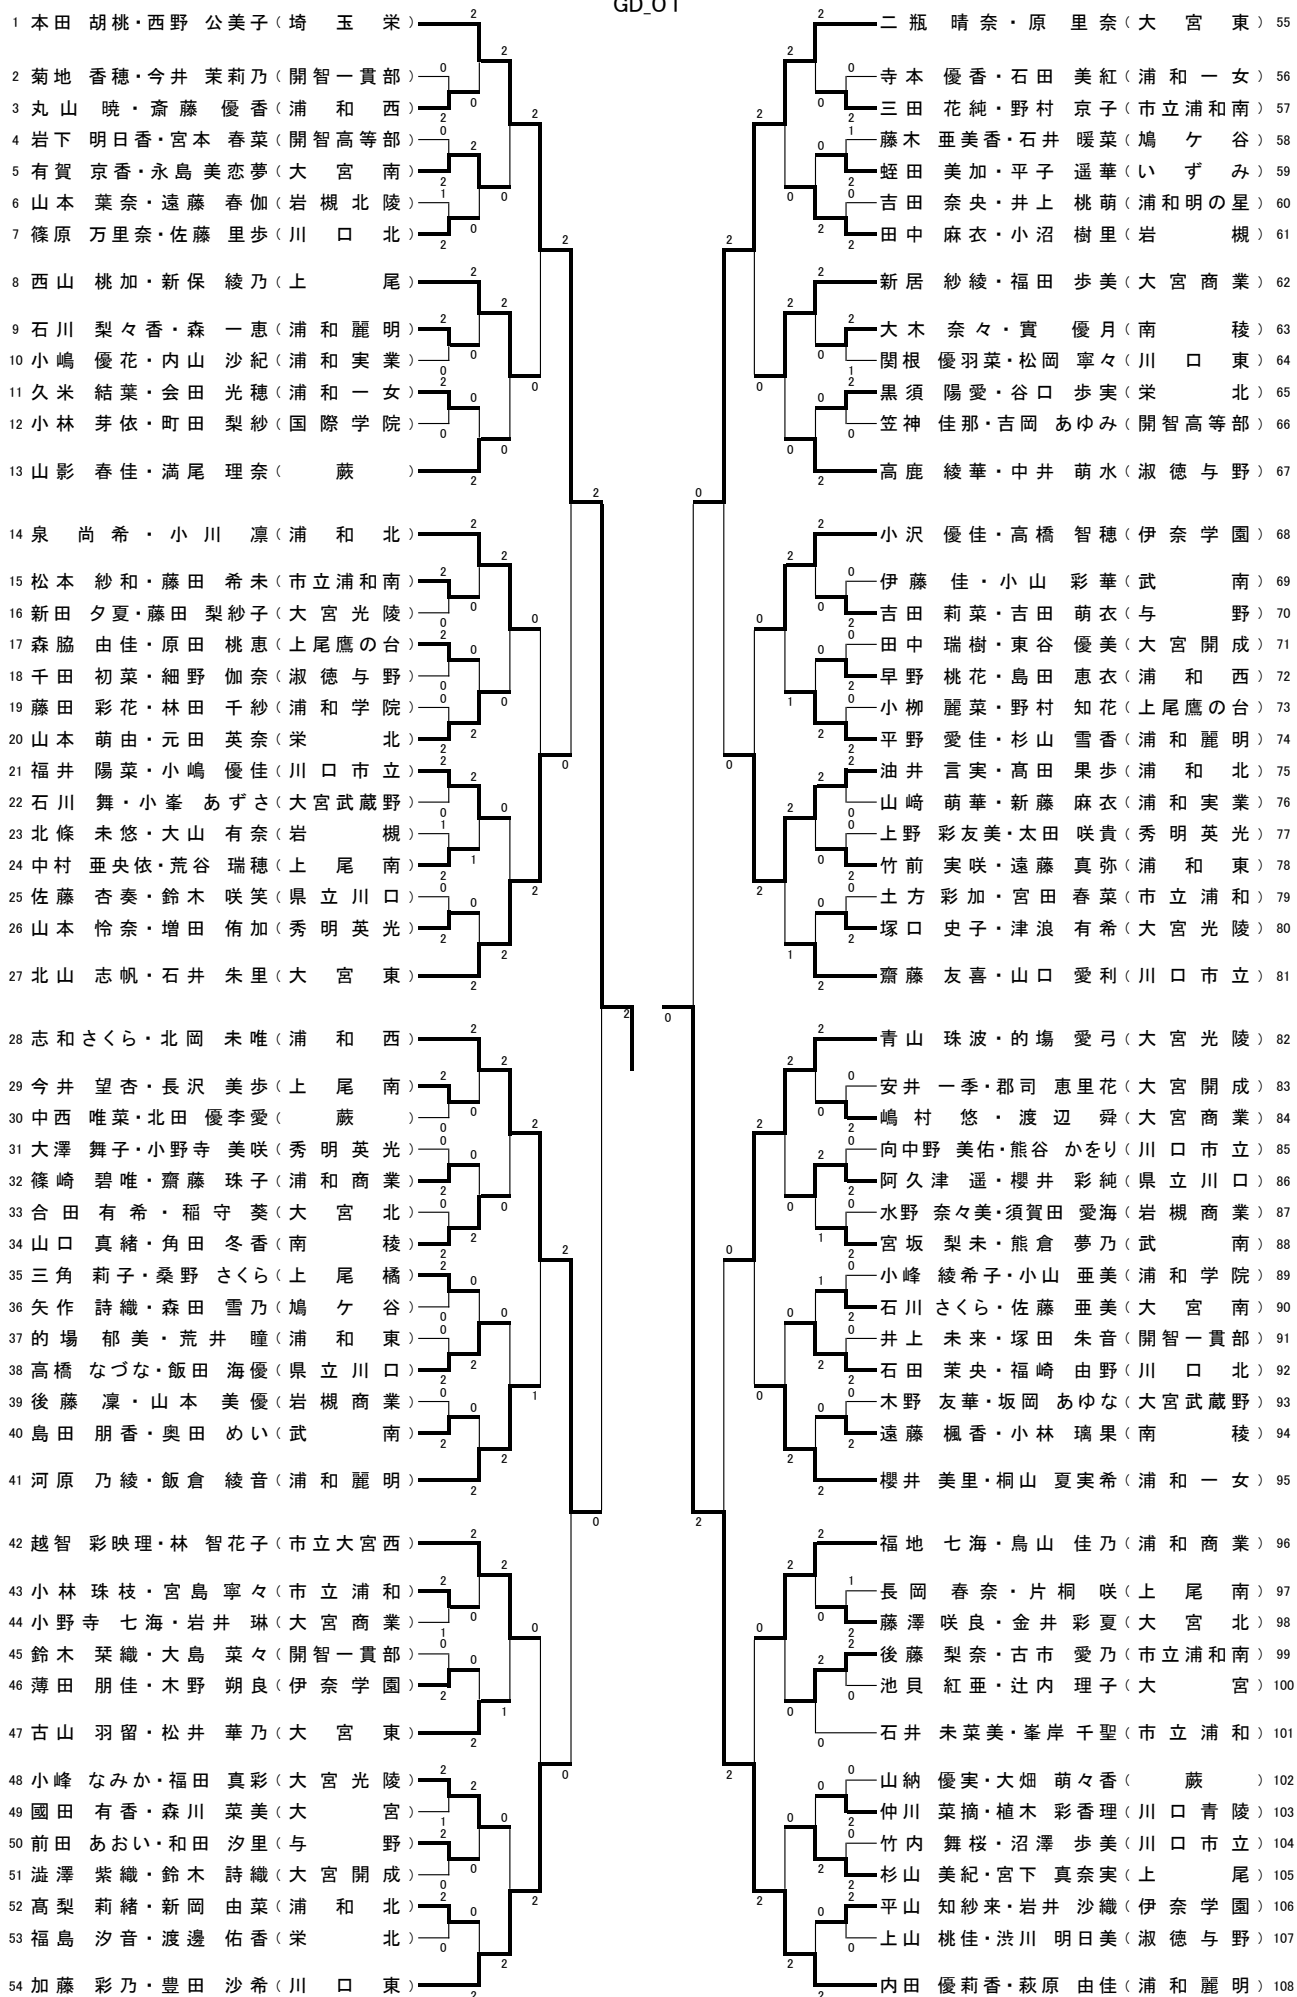 GD_01
1 本田 胡桃・西野 公美子（埼玉栄）
2 菊地 香穂・今井 茉莉乃（開智一貫部）
3 丸山 暁・斎藤 優香（浦和西）
4 岩下 明日香・宮本 春菜（開智高等部）
5 有賀 京香・永島 美恋夢（大宮南）
6 山本 葉奈・遠藤 春伽（岩槻北陵）
7 篠原 万里奈・佐藤 里歩（川口北）
8 西山 桃加・新保 綾乃（上尾）
9 石川 梨々香・森 一恵（浦和麗明）
10 小嶋 優花・内山 沙紀（浦和実業）
11 久米 結葉・会田 光穂（浦和一女）
12 小林 芽依・町田 梨紗（国際学院）
13 山影 春佳・満尾 理奈（蕨）
14 泉 尚希・小川 凛（浦和北）
15 松本 紗和・藤田 希未（市立浦和南）
16 新田 夕夏・藤田 梨紗子（大宮光陵）
17 森脇 由佳・原田 桃恵（上尾鷹の台）
18 千田 初菜・細野 伽奈（淑徳与野）
19 藤田 彩花・林田 千紗（浦和学院）
20 山本 萌由・元田 英奈（栄北）
21 福井 陽菜・小嶋 優佳（川口市立）
22 石川 舞・小峯 あずさ（大宮武蔵野）
23 北條 未悠・大山 有奈（岩槻）
24 中村 亜央依・荒谷 瑞穂（上尾南）
25 佐藤 杏奏・鈴木 咲笑（県立川口）
26 山本 怜奈・増田 侑加（秀明英光）
27 北山 志帆・石井 朱里（大宮東）
28 志和 さくら・北岡 未唯（浦和西）
29 今井 望杏・長沢 美歩（上尾南）
30 中西 唯菜・北田 優李愛（蕨）
31 大澤 舞子・小野寺 美咲（秀明英光）
32 篠崎 碧唯・齋藤 珠子（浦和商業）
33 合田 有希・稲守 葵（大宮北）
34 山口 真緒・角田 冬香（南稜）
35 三角 莉子・桑野 さくら（上尾橘）
36 矢作 詩織・森田 雪乃（鳩ケ谷）
37 的場 郁美・荒井 瞳（浦和東）
38 高橋 なづな・飯田 海優（県立川口）
39 後藤 凜・山本 美優（岩槻商業）
40 島田 朋香・奥田 めい（武南）
41 河原 乃綾・飯倉 綾音（浦和麗明）
42 越智 彩映理・林 智花子（市立大宮西）
43 小林 珠枝・宮島 寧々（市立浦和）
44 小野寺 七海・岩井 琳（大宮商業）
45 鈴木 栞織・大島 菜々（開智一貫部）
46 薄田 朋佳・木野 朔良（伊奈学園）
47 古山 羽留・松井 華乃（大宮東）
48 小峰 なみか・福田 真彩（大宮光陵）
49 國田 有香・森川 菜美（大宮）
50 前田 あおい・和田 汐里（与野）
51 澁澤 紫織・鈴木 詩織（大宮開成）
52 髙梨 莉緒・新岡 由菜（浦和北）
53 福島 汐音・渡邊 佑香（栄北）
54 加藤 彩乃・豊田 沙希（川口東）
二瓶 晴奈・原 里奈（大宮東）55
寺本 優香・石田 美紅（浦和一女）56
三田 花純・野村 京子（市立浦和南）57
藤木 亜美香・石井 暖菜（鳩ケ谷）58
蛭田 美加・平子 遥華（いずみ）59
吉田 奈央・井上 桃萌（浦和明の星）60
田中 麻衣・小沼 樹里（岩槻）61
新居 紗綾・福田 歩美（大宮商業）62
大木 奈々・實 優月（南稜）63
関根 優羽菜・松岡 寧々（川口東）64
黒須 陽愛・谷口 歩実（栄北）65
笠神 佳那・吉岡 あゆみ（開智高等部）66
高鹿 綾華・中井 萌水（淑徳与野）67
小沢 優佳・高橋 智穂（伊奈学園）68
伊藤 佳・小山 彩華（武南）69
吉田 莉菜・吉田 萌衣（与野）70
田中 瑞樹・東谷 優美（大宮開成）71
早野 桃花・島田 恵衣（浦和西）72
小栁 麗菜・野村 知花（上尾鷹の台）73
平野 愛佳・杉山 雪香（浦和麗明）74
油井 言実・髙田 果歩（浦和北）75
山﨑 萌華・新藤 麻衣（浦和実業）76
上野 彩友美・太田 咲貴（秀明英光）77
竹前 実咲・遠藤 真弥（浦和東）78
土方 彩加・宮田 春菜（市立浦和）79
塚口 史子・津浪 有希（大宮光陵）80
齋藤 友喜・山口 愛利（川口市立）81
青山 珠波・的場 愛弓（大宮光陵）82
安井 一季・郡司 恵里花（大宮開成）83
嶋村 悠・渡辺 舜（大宮商業）84
向中野 美佑・熊谷 かをり（川口市立）85
阿久津 遥・櫻井 彩純（県立川口）86
水野 奈々美・須賀田 愛海（岩槻商業）87
宮坂 梨未・熊倉 夢乃（武南）88
小峰 綾希子・小山 亜美（浦和学院）89
石川 さくら・佐藤 亜美（大宮南）90
井上 未来・塚田 朱音（開智一貫部）91
石田 茉央・福崎 由野（川口北）92
木野 友華・坂岡 あゆな（大宮武蔵野）93
遠藤 楓香・小林 璃果（南稜）94
櫻井 美里・桐山 夏実希（浦和一女）95
福地 七海・鳥山 佳乃（浦和商業）96
長岡 春奈・片桐 咲（上尾南）97
藤澤 咲良・金井 彩夏（大宮北）98
後藤 梨奈・古市 愛乃（市立浦和南）99
池貝 紅亜・辻内 理子（大宮）100
石井 未菜美・峯岸 千聖（市立浦和）101
山納 優実・大畑 萌々香（蕨）102
仲川 菜摘・植木 彩香理（川口青陵）103
竹内 舞桜・沼澤 歩美（川口市立）104
杉山 美紀・宮下 真奈実（上尾）105
平山 知紗来・岩井 沙織（伊奈学園）106
上山 桃佳・渋川 明日美（淑徳与野）107
内田 優莉香・萩原 由佳（浦和麗明）108